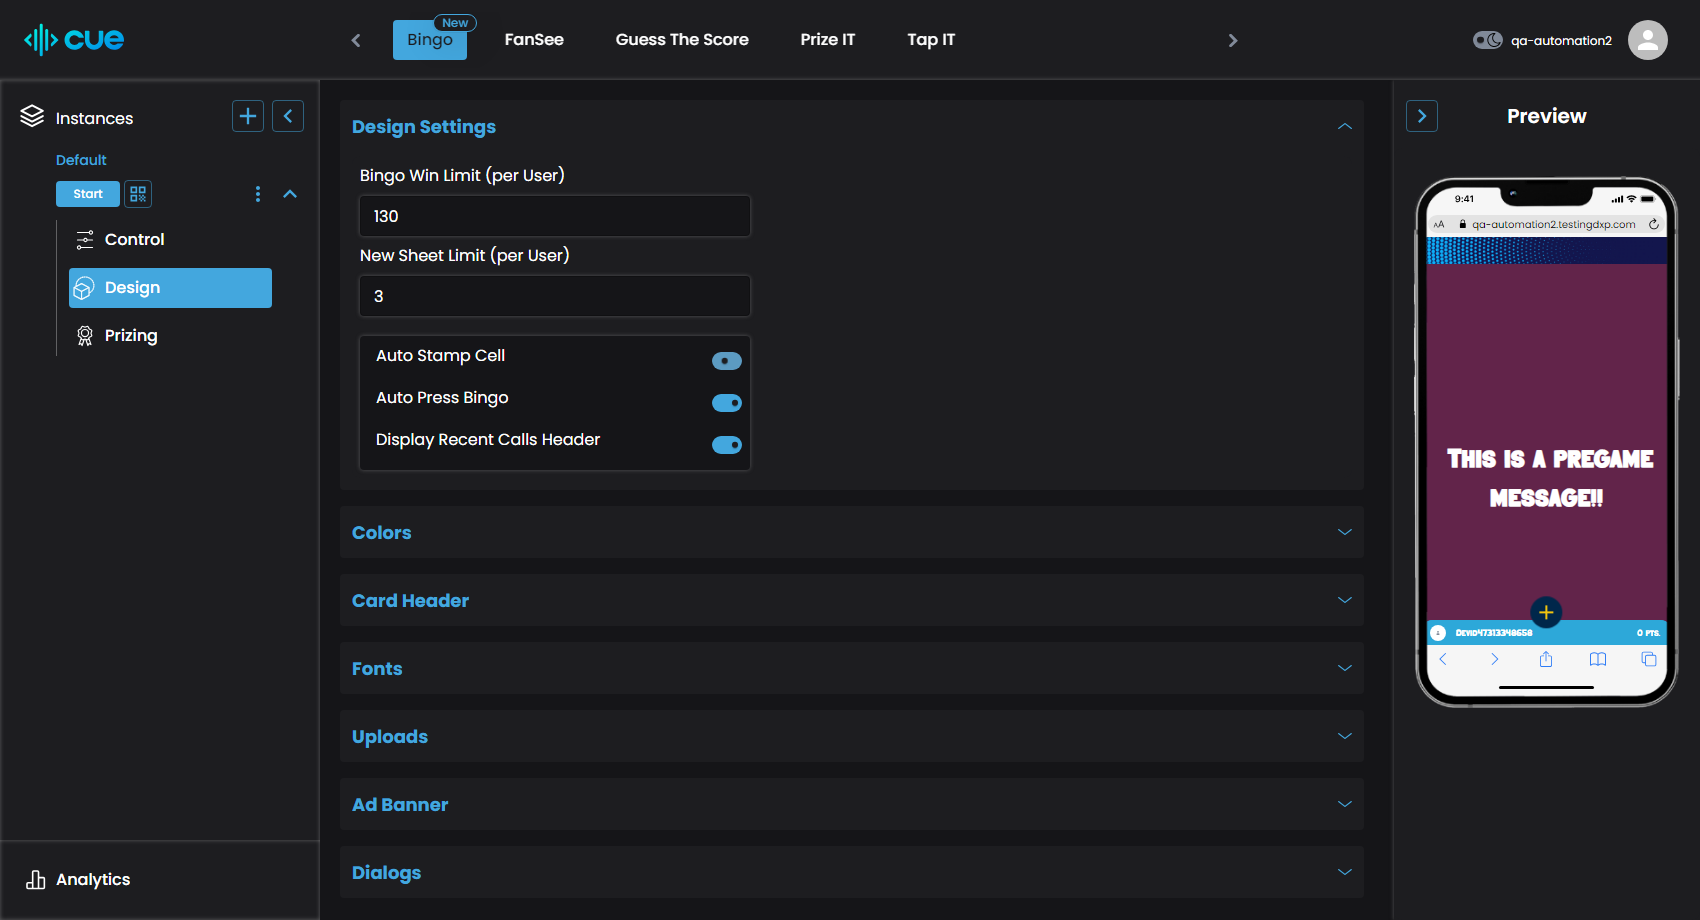 cue
Bingo
New
FanSee
Guess The Score
Prize IT
Tap IT
qa-automation2
Instances
Default
Start
Control
Design
Prizing
Analytics
Design Settings
Bingo Win Limit (per User)
130
New Sheet Limit (per User)
3
Auto Stamp Cell
Auto Press Bingo
Display Recent Calls Header
Colors
Card Header
Fonts
Uploads
Ad Banner
Dialogs
Preview
9:41
AA qa-automation2.testingdxp.com
THIS IS A PREGAME
MESSAGE!!
0 PTS.